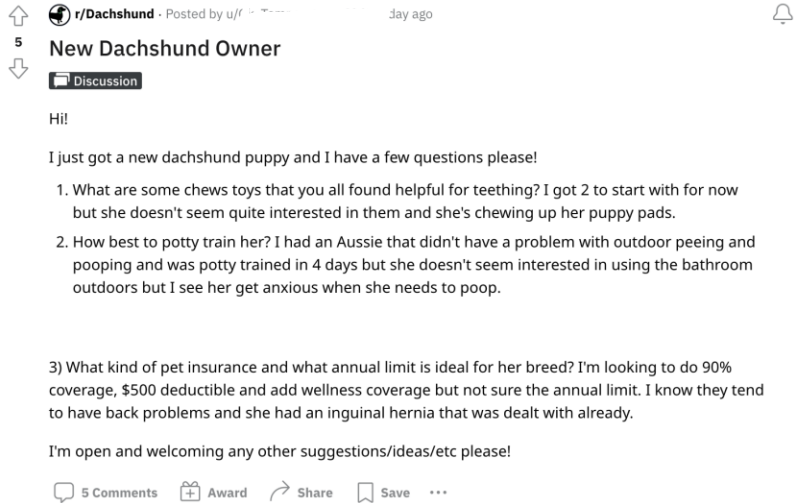 r/Dachshund · Posted by u/ day ago
5
New Dachshund Owner
Discussion
Hi!
I just got a new dachshund puppy and I have a few questions please!
1. What are some chews toys that you all found helpful for teething? I got 2 to start with for now
but she doesn't seem quite interested in them and she's chewing up her puppy pads.
2. How best to potty train her? I had an Aussie that didn't have a problem with outdoor peeing and
pooping and was potty trained in 4 days but she doesn't seem interested in using the bathroom
outdoors but I see her get anxious when she needs to poop.
3) What kind of pet insurance and what annual limit is ideal for her breed? I'm looking to do 90%
coverage, $500 deductible and add wellness coverage but not sure the annual limit. I know they tend
to have back problems and she had an inguinal hernia that was dealt with already.
I'm open and welcoming any other suggestions/ideas/etc please!
5 Comments Award Share Save ...